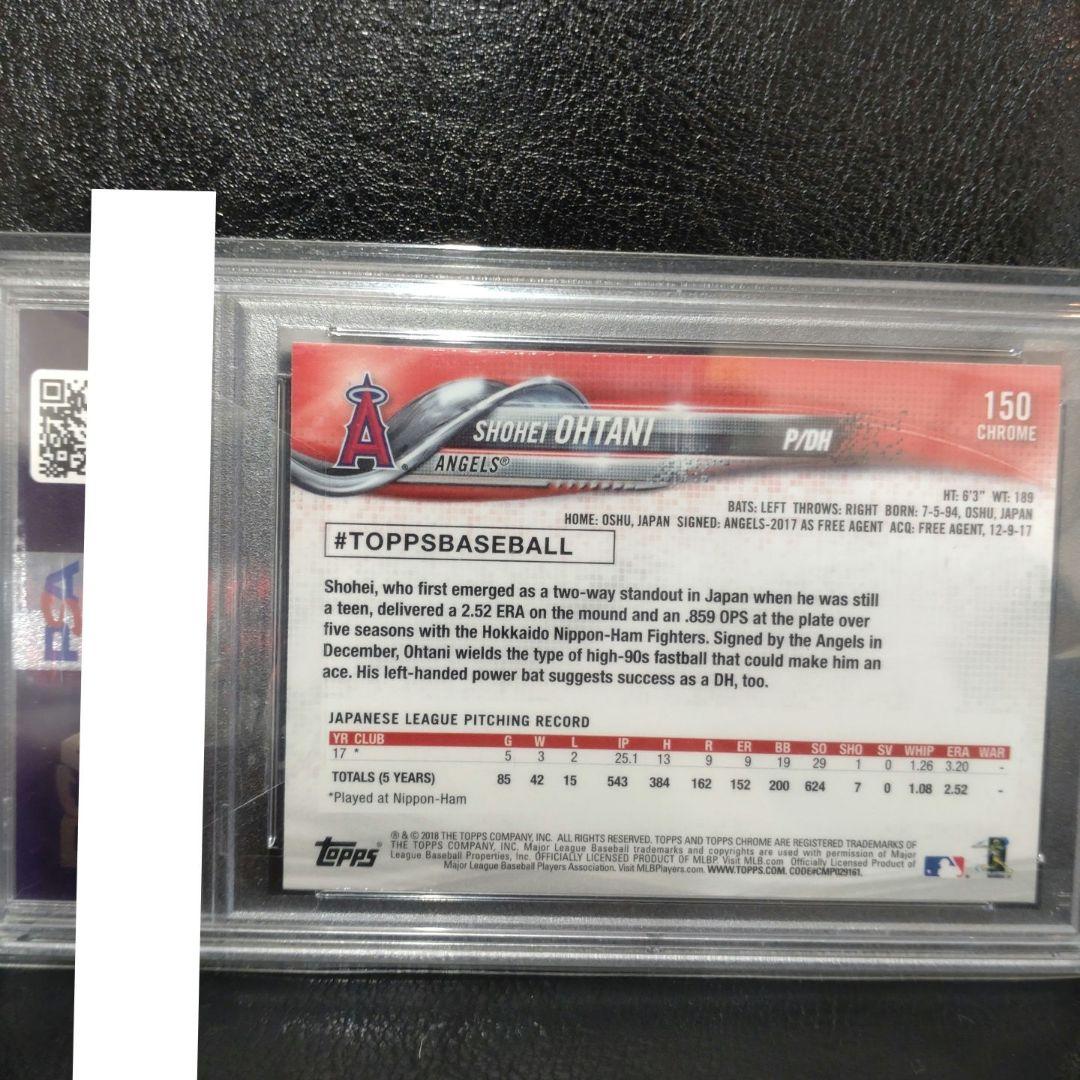 150
CHROME
SHOHEI OHTANI
P/DH
A
ANGELS®
HT: 6'3" WT: 189
BATS: LEFT THROWS: RIGHT BORN: 7-5-94, OSHU, JAPAN
HOME: OSHU, JAPAN SIGNED: ANGELS-2017 AS FREE AGENT ACQ: FREE AGENT, 12-9-17
#TOPPSBASEBALL
Shohei, who first emerged as a two-way standout in Japan when he was still
a teen, delivered a 2.52 ERA on the mound and an .859 OPS at the plate over
five seasons with the Hokkaido Nippon-Ham Fighters. Signed by the Angels in
December, Ohtani wields the type of high-90s fastball that could make him an
ace. His left-handed power bat suggests success as a DH, too.
JAPANESE LEAGUE PITCHING RECORD
YR CLUB G W L IP H R ER BB SO SHO SV WHIP ERA WAR
17 * 5 3 2 25.1 13 9 9 19 29 1 0 1.26 3.20 -
TOTALS (5 YEARS) 85 42 15 543 384 162 152 200 624 7 0 1.08 2.52 -
*Played at Nippon-Ham
topps®
® & © 2018 THE TOPPS COMPANY, INC. ALL RIGHTS RESERVED. TOPPS AND TOPPS CHROME ARE REGISTERED TRADEMARKS OF
THE TOPPS COMPANY, INC. Major League Baseball trademarks and copyrights are used with permission of Major
League Baseball Properties, Inc. OFFICIALLY LICENSED PRODUCT OF MLBP. Visit MLB.com Officially Licensed Product of
Major League Baseball Players Association. Visit MLBPlayers.com. WWW.TOPPS.COM. CODE#CMP029161.
PSA